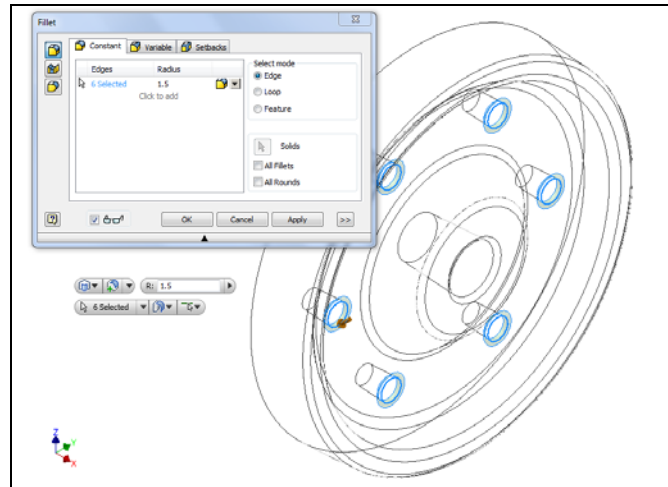 Fillet
Constant Variable Setbacks
Edges Radius
6 Selected 1.5
Click to add
Select mode
Edge
Loop
Feature
Solids
All Fillets
All Rounds
OK Cancel Apply >>
R: 1.5
6 Selected
Z
Y
X